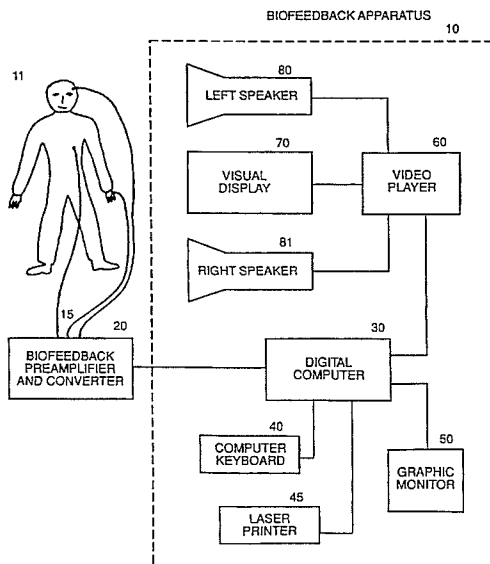 BIOFEEDBACK APPARATUS
10
11
80
LEFT SPEAKER
70
VISUAL
DISPLAY
60
VIDEO
PLAYER
81
RIGHT SPEAKER
15
20
BIOFEEDBACK
PREAMPLIFIER
AND CONVERTER
30
DIGITAL
COMPUTER
40
COMPUTER
KEYBOARD
50
GRAPHIC
MONITOR
45
LASER
PRINTER